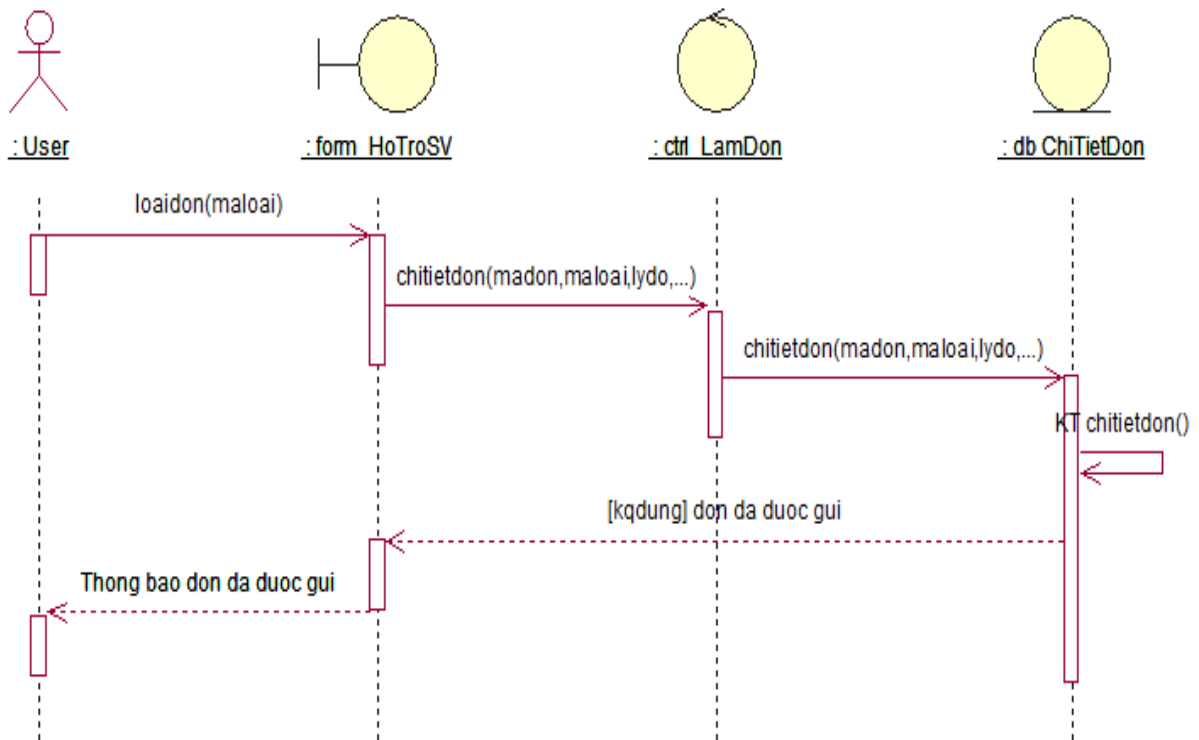 : User
: form_HoTroSV
: ctrl_LamDon
: db ChiTietDon
loaidon(maloai)
chitietdon(madon,maloai,lydo,...)
chitietdon(madon,maloai,lydo,...)
KT chitietdon()
[kqdung] don da duoc gui
Thong bao don da duoc gui